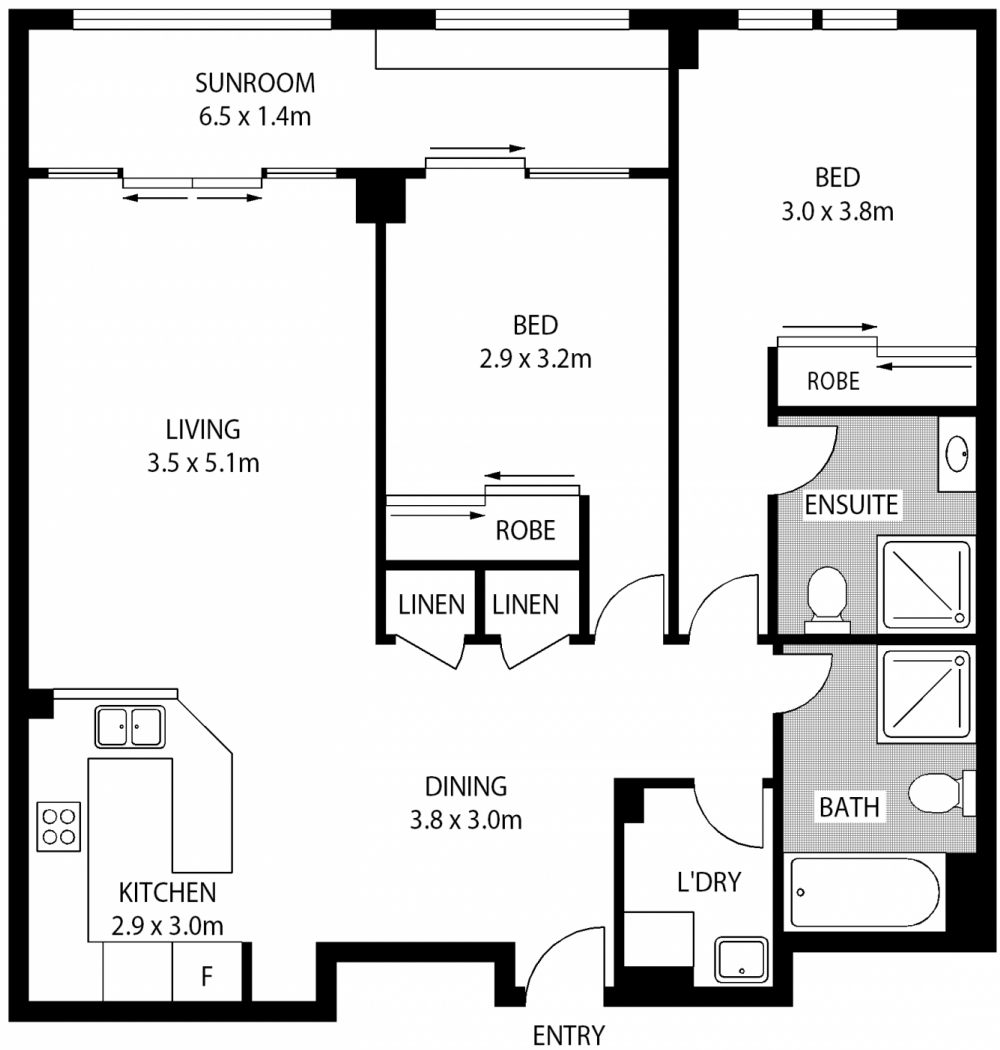 SUNROOM
6.5 x 1.4m
BED
3.0 x 3.8m
BED
2.9 x 3.2m
ROBE
LIVING
3.5 x 5.1m
ENSUITE
ROBE
LINEN
LINEN
DINING
3.8 x 3.0m
BATH
L'DRY
KITCHEN
2.9 x 3.0m
F
ENTRY